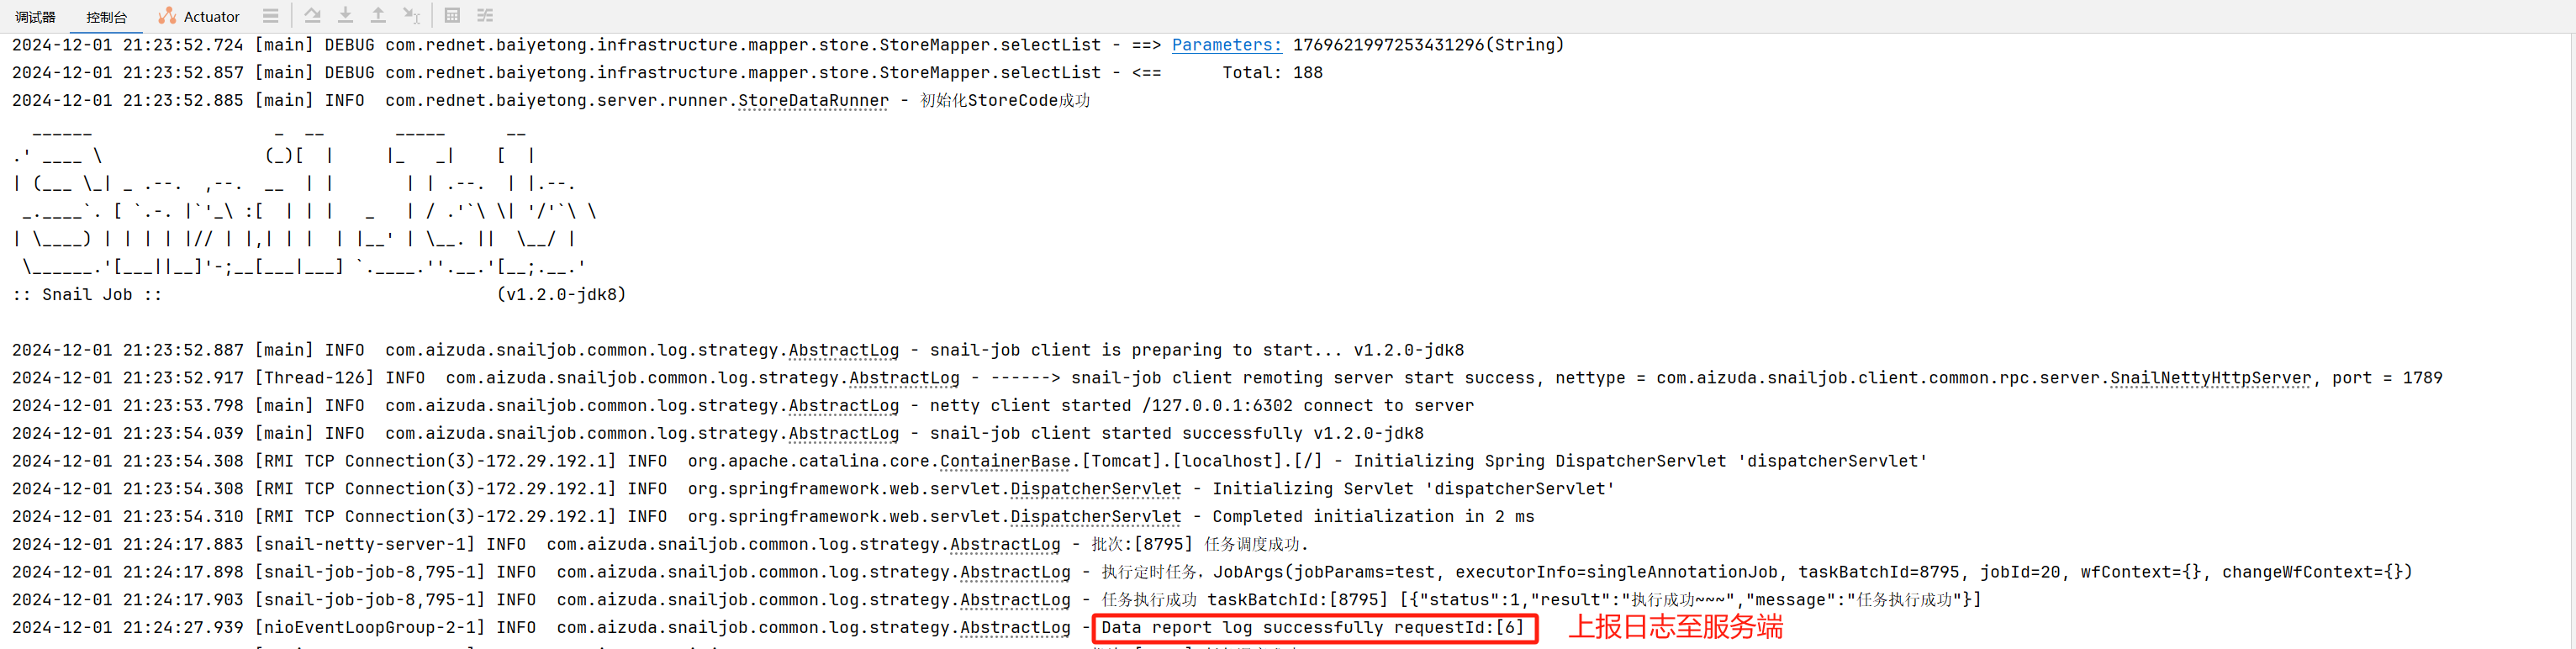 调试器 控制台 Actuator
2024-12-01 21:23:52.724 [main] DEBUG com.rednet.baiyetong.infrastructure.mapper.store.StoreMapper.selectList - ==> Parameters: 1769621997253431296(String)
2024-12-01 21:23:52.857 [main] DEBUG com.rednet.baiyetong.infrastructure.mapper.store.StoreMapper.selectList - <==      Total: 188
2024-12-01 21:23:52.885 [main] INFO  com.rednet.baiyetong.server.runner.StoreDataRunner - 初始化StoreCode成功
:: Snail Job :: (v1.2.0-jdk8)
2024-12-01 21:23:52.887 [main] INFO  com.aizuda.snailjob.common.log.strategy.AbstractLog - snail-job client is preparing to start... v1.2.0-jdk8
2024-12-01 21:23:52.917 [Thread-126] INFO  com.aizuda.snailjob.common.log.strategy.AbstractLog - ------> snail-job client remoting server start success, nettype = com.aizuda.snailjob.client.common.rpc.server.SnailNettyHttpServer, port = 1789
2024-12-01 21:23:53.798 [main] INFO  com.aizuda.snailjob.common.log.strategy.AbstractLog - netty client started /127.0.0.1:6302 connect to server
2024-12-01 21:23:54.039 [main] INFO  com.aizuda.snailjob.common.log.strategy.AbstractLog - snail-job client started successfully v1.2.0-jdk8
2024-12-01 21:23:54.308 [RMI TCP Connection(3)-172.29.192.1] INFO  org.apache.catalina.core.ContainerBase.[Tomcat].[localhost].[/] - Initializing Spring DispatcherServlet 'dispatcherServlet'
2024-12-01 21:23:54.308 [RMI TCP Connection(3)-172.29.192.1] INFO  org.springframework.web.servlet.DispatcherServlet - Initializing Servlet 'dispatcherServlet'
2024-12-01 21:23:54.310 [RMI TCP Connection(3)-172.29.192.1] INFO  org.springframework.web.servlet.DispatcherServlet - Completed initialization in 2 ms
2024-12-01 21:24:17.883 [snail-netty-server-1] INFO  com.aizuda.snailjob.common.log.strategy.AbstractLog - 批次:[8795] 任务调度成功.
2024-12-01 21:24:17.898 [snail-job-job-8,795-1] INFO  com.aizuda.snailjob.common.log.strategy.AbstractLog - 执行定时任务，JobArgs(jobParams=test, executorInfo=singleAnnotationJob, taskBatchId=8795, jobId=20, wfContext={}, changeWfContext={})
2024-12-01 21:24:17.903 [snail-job-job-8,795-1] INFO  com.aizuda.snailjob.common.log.strategy.AbstractLog - 任务执行成功 taskBatchId:[8795] [{"status":1,"result":"执行成功~~~","message":"任务执行成功"}]
2024-12-01 21:24:27.939 [nioEventLoopGroup-2-1] INFO  com.aizuda.snailjob.common.log.strategy.AbstractLog - Data report log successfully requestId:[6] 上报日志至服务端